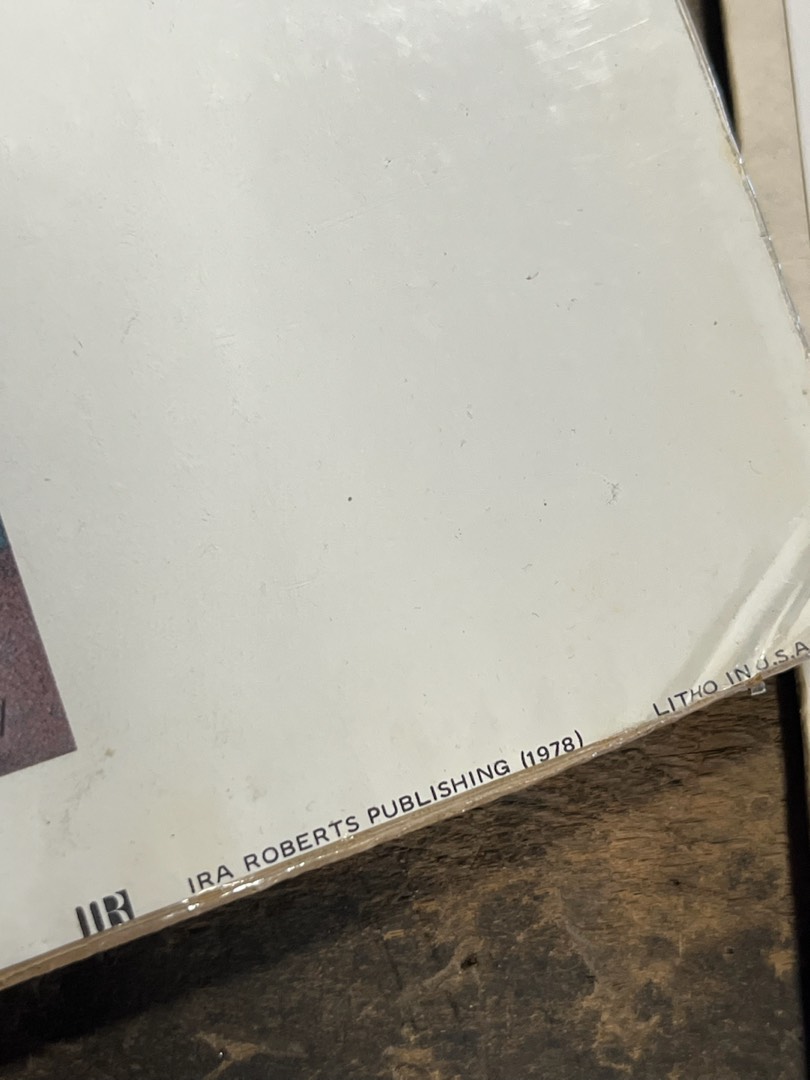 IR
IRA ROBERTS PUBLISHING (1978)
LITHO IN U.S.A